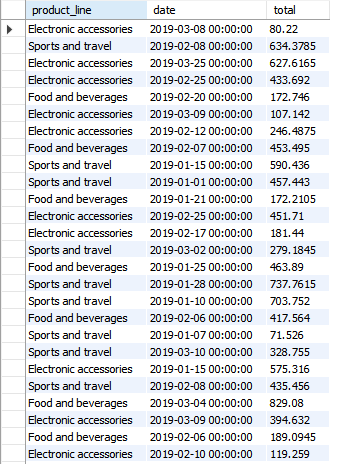 product_line date total
Electronic accessories 2019-03-08 00:00:00 80.22
Sports and travel 2019-02-08 00:00:00 634.3785
Electronic accessories 2019-03-25 00:00:00 627.6165
Electronic accessories 2019-02-25 00:00:00 433.692
Food and beverages 2019-02-20 00:00:00 172.746
Electronic accessories 2019-03-09 00:00:00 107.142
Electronic accessories 2019-02-12 00:00:00 246.4875
Food and beverages 2019-02-07 00:00:00 453.495
Sports and travel 2019-01-15 00:00:00 590.436
Sports and travel 2019-01-01 00:00:00 457.443
Food and beverages 2019-01-21 00:00:00 172.2105
Electronic accessories 2019-02-25 00:00:00 451.71
Electronic accessories 2019-02-17 00:00:00 181.44
Sports and travel 2019-03-02 00:00:00 279.1845
Food and beverages 2019-01-25 00:00:00 463.89
Sports and travel 2019-01-28 00:00:00 737.7615
Sports and travel 2019-01-10 00:00:00 703.752
Food and beverages 2019-02-06 00:00:00 417.564
Sports and travel 2019-01-07 00:00:00 71.526
Sports and travel 2019-03-10 00:00:00 328.755
Electronic accessories 2019-01-15 00:00:00 575.316
Sports and travel 2019-02-08 00:00:00 435.456
Food and beverages 2019-03-04 00:00:00 829.08
Electronic accessories 2019-03-09 00:00:00 394.632
Food and beverages 2019-02-06 00:00:00 189.0945
Electronic accessories 2019-02-10 00:00:00 119.259